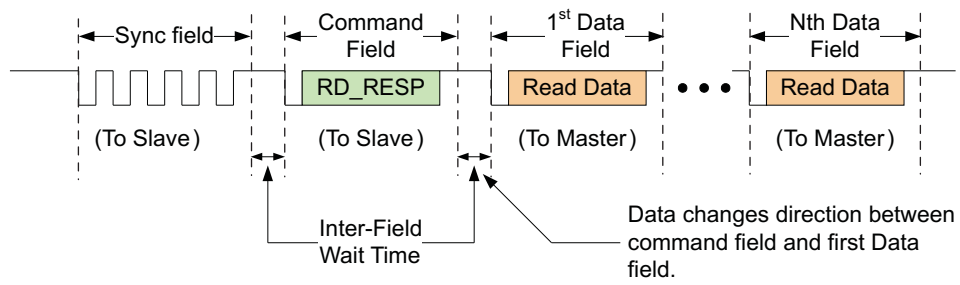 Sync field
Command
Field
1st Data
Field
Nth Data
Field
RD_RESP
Read Data
Read Data
(To Slave)
(To Slave)
(To Master)
(To Master)
Inter-Field
Wait Time
Data changes direction between
command field and first Data
field.